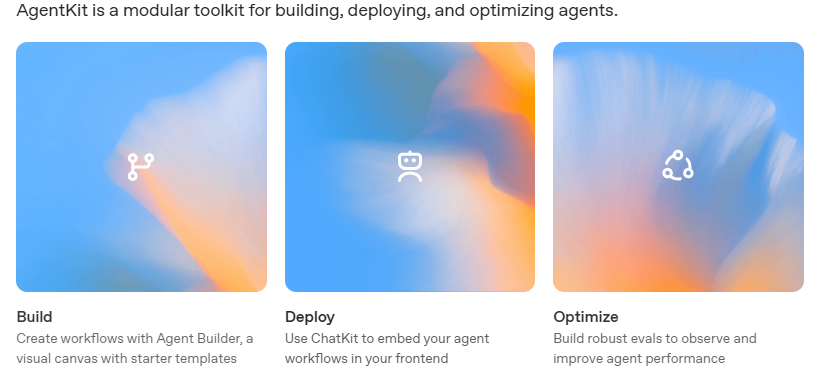 AgentKit is a modular toolkit for building, deploying, and optimizing agents.
Build
Create workflows with Agent Builder, a
visual canvas with starter templates
Deploy
Use ChatKit to embed your agent
workflows in your frontend
Optimize
Build robust evals to observe and
improve agent performance